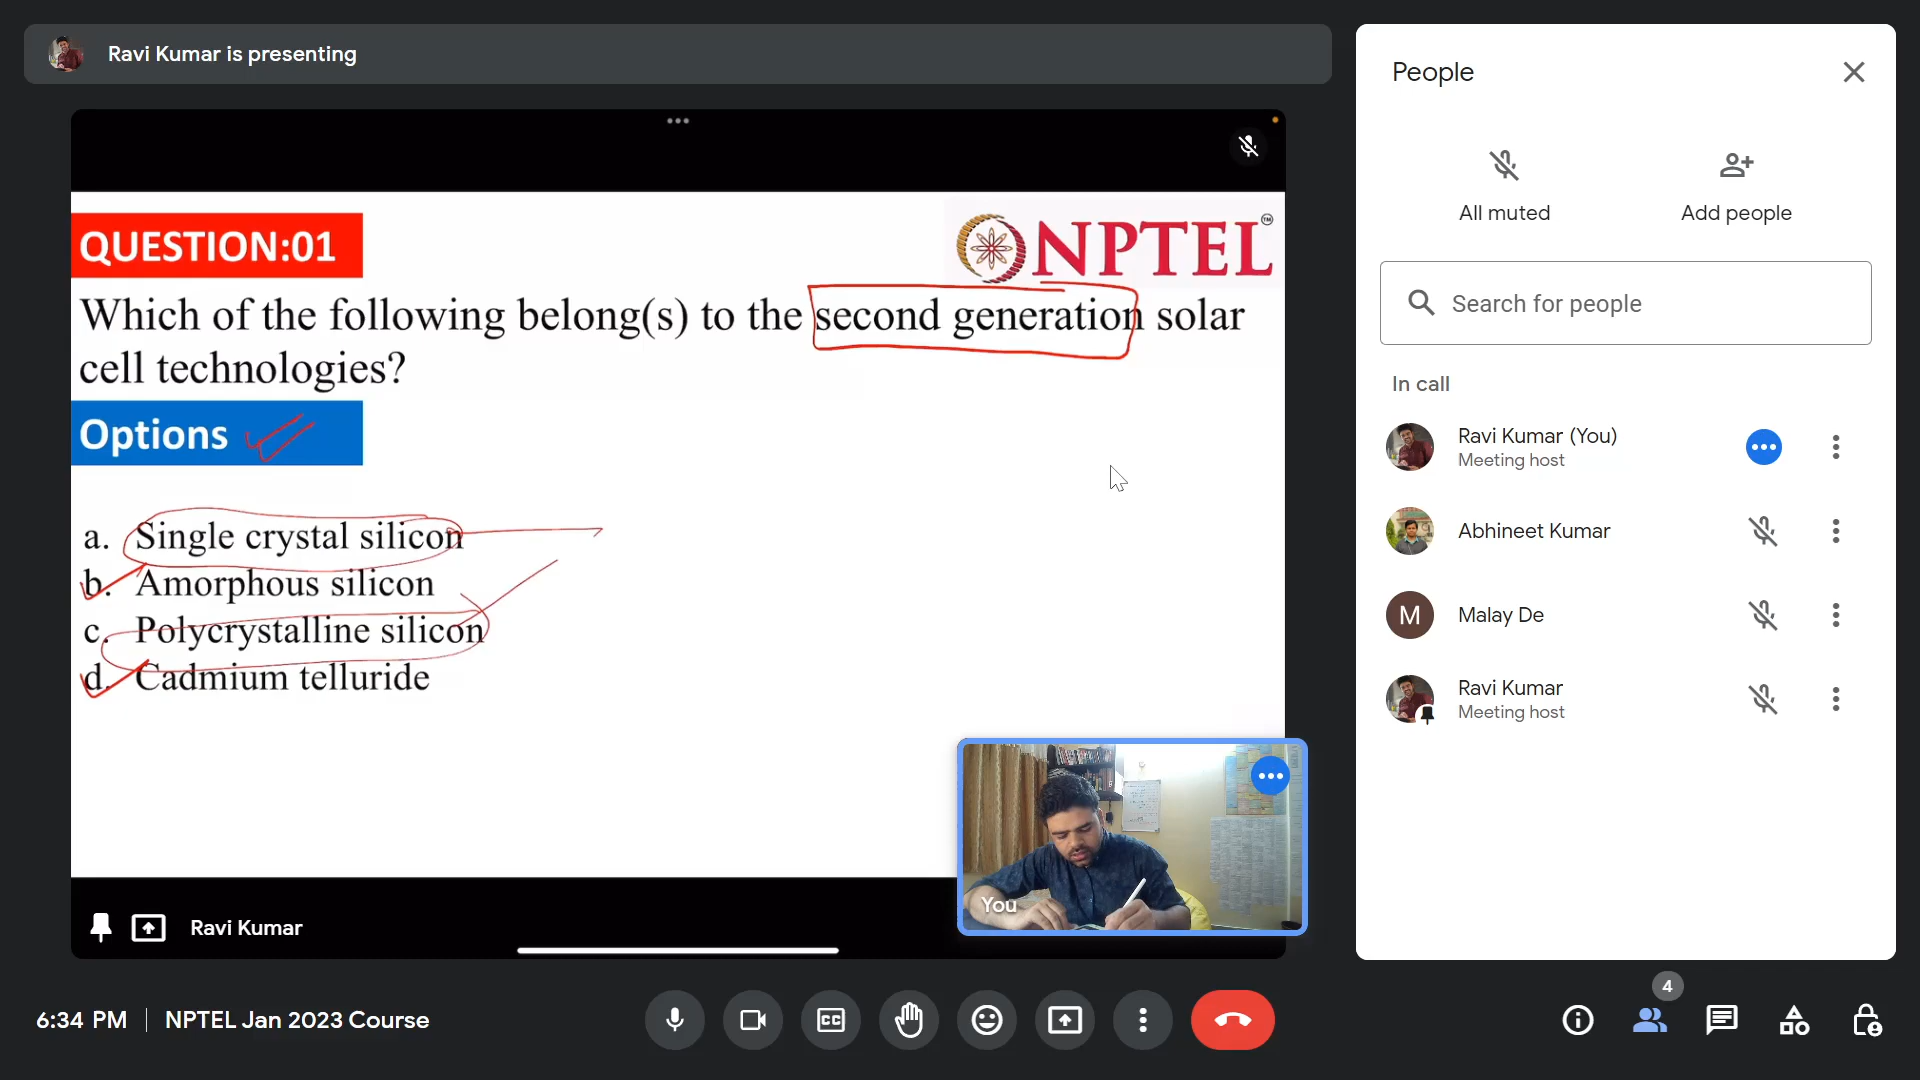 Ravi Kumar is presenting
QUESTION:01
NPTEL
TM
Which of the following belong(s) to the second generation solar
cell technologies?
Options
a. Single crystal silicon
b. Amorphous silicon
c. Polycrystalline silicon
d. Cadmium telluride
You
Ravi Kumar
6:34 PM
NPTEL Jan 2023 Course
CC
People
All muted
Add people
Search for people
In call
Ravi Kumar (You)
Meeting host
Abhineet Kumar
M
Malay De
Ravi Kumar
Meeting host
4